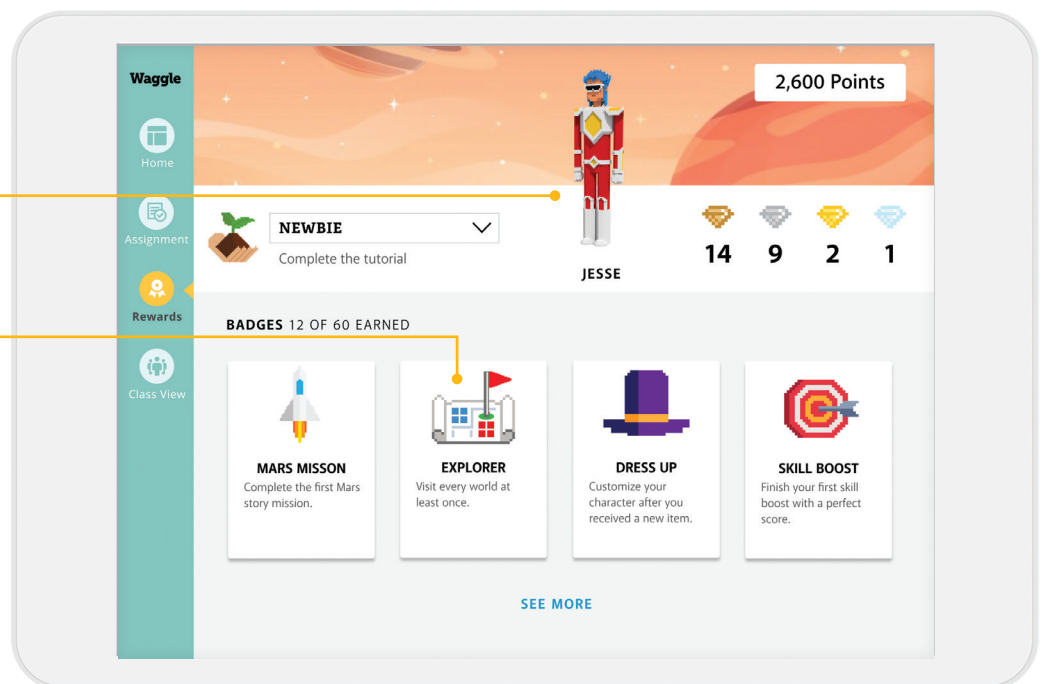 Waggle
2,600 Points
Home
Assignment
NEWBIE
Complete the tutorial
JESSE
14
9
2
1
Rewards
Class View
BADGES 12 OF 60 EARNED
MARS MISSON
Complete the first Mars
story mission.
EXPLORER
Visit every world at
least once.
DRESS UP
Customize your
character after you
received a new item.
SKILL BOOST
Finish your first skill
boost with a perfect
score.
SEE MORE